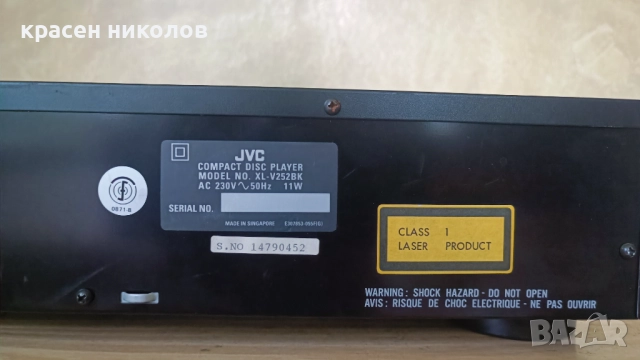 красен николов
JVC
COMPACT DISC PLAYER
MODEL NO. XL-V252BK
AC 230V ~ 50Hz 11W
SERIAL NO.
MADE IN SINGAPORE
S.NO 14790452
CLASS 1
LASER PRODUCT
WARNING : SHOCK HAZARD - DO NOT OPEN
AVIS : RISQUE DE CHOC ELECTRIQUE - NE PAS OUVRIR
bazar